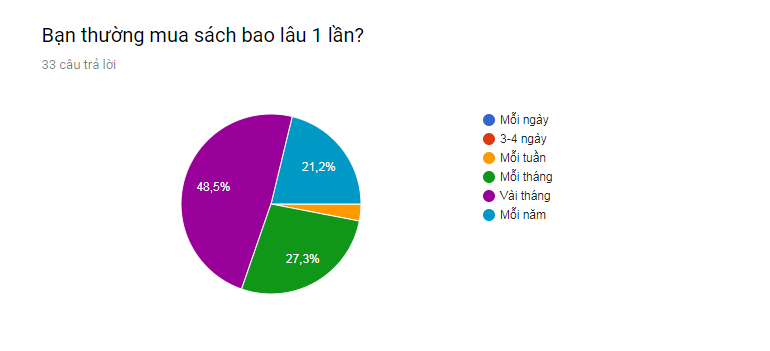 Bạn thường mua sách bao lâu 1 lần?
33 câu trả lời
Mỗi ngày
3-4 ngày
Mỗi tuần
Mỗi tháng
Vài tháng
Mỗi năm
21,2%
48,5%
27,3%